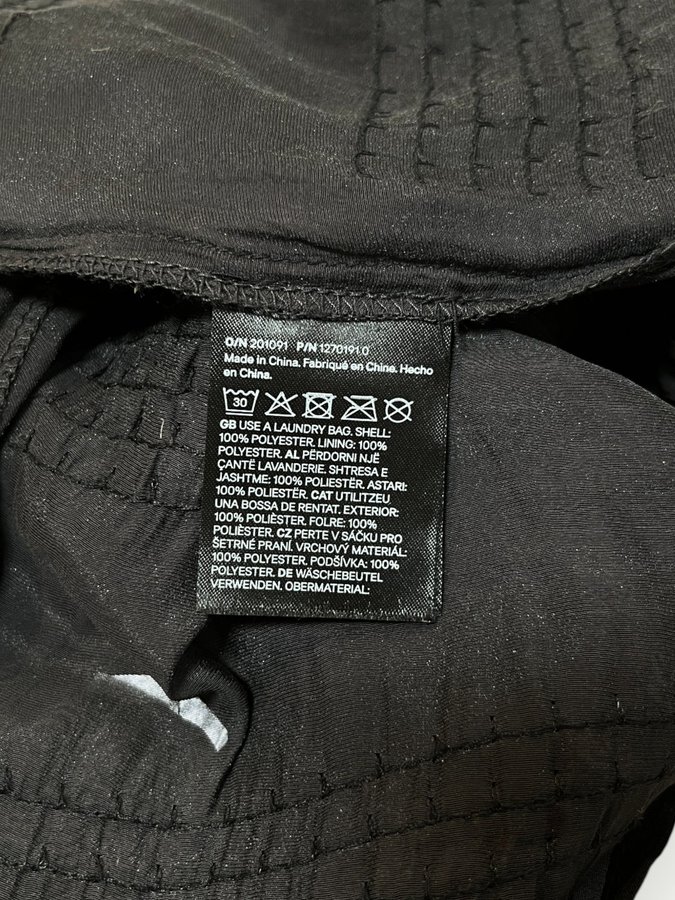 O/N 201091 P/N 1270191 0
Made in China. Fabriqué en Chine. Hecho
en China.
30
GB USE A LAUNDRY BAG. SHELL:
100% POLYESTER. LINING: 100%
POLYESTER. AL PËRDORNI NJË
ÇANTË LAVANDERIE. SHTRESA E
JASHTME: 100% POLIESTËR. ASTARI:
100% POLIESTËR. CAT UTILITZEU
UNA BOSSA DE RENTAT. EXTERIOR:
100% POLIÈSTER. FOLRE: 100%
POLIÈSTER. CZ PERTE V SÁČKU PRO
ŠETRNÉ PRANÍ. VRCHOVÝ MATERIÁL:
100% POLYESTER. PODŠÍVKA: 100%
POLYESTER. DE WÄSCHEBEUTEL
VERWENDEN. OBERMATERIAL: